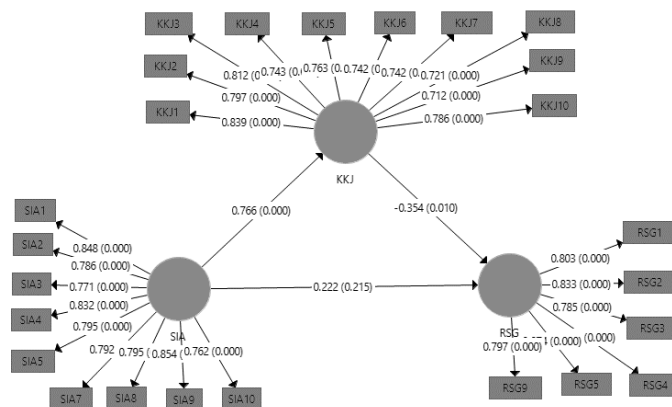 KKJ3
KKJ4
KKJ5
KKJ6
KKJ7
KKJ8
KKJ2
KKJ9
KKJ1
KKJ10
0.812
0.743
0.763
0.742
0.742
0.721 (0.000)
0.797 (0.000)
0.712 (0.000)
0.839 (0.000)
0.786 (0.000)
KKJ
0.766 (0.000)
-0.354 (0.010)
SIA1
SIA2
SIA3
SIA4
SIA5
0.848 (0.000)
0.786 (0.000)
0.771 (0.000)
0.832 (0.000)
0.795 (0.000)
0.792
0.795
0.854
0.762 (0.000)
SIA
0.222 (0.215)
RSG
RSG1
RSG2
RSG3
0.803 (0.000)
0.833 (0.000)
0.785 (0.000)
(0.000)
(0.000)
0.797 (0.000)
SIA7
SIA8
SIA9
SIA10
RSG9
RSG5
RSG4